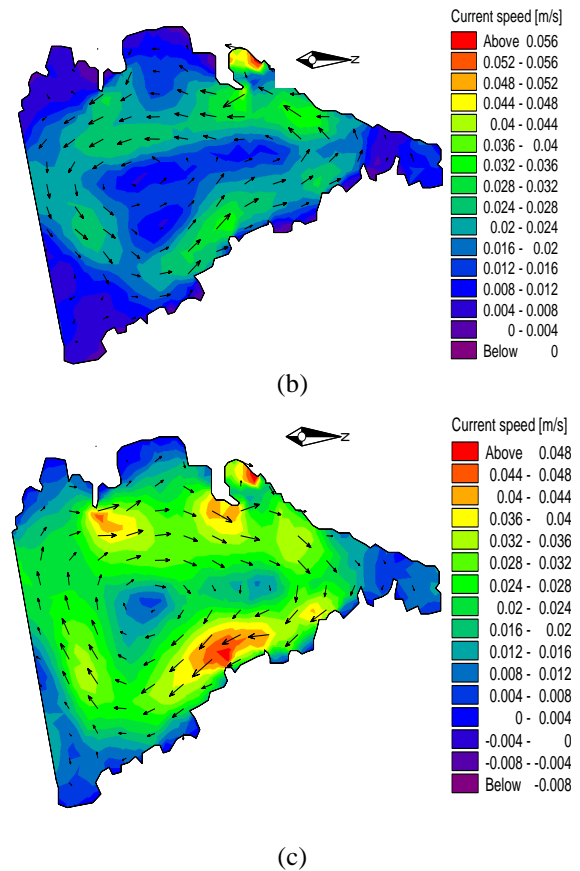 Current speed [m/s]
Above 0.056
0.052 - 0.056
0.048 - 0.052
0.044 - 0.048
0.04 - 0.044
0.036 - 0.04
0.032 - 0.036
0.028 - 0.032
0.024 - 0.028
0.02 - 0.024
0.016 - 0.02
0.012 - 0.016
0.008 - 0.012
0.004 - 0.008
0 - 0.004
Below 0
N
(b)
Current speed [m/s]
Above 0.048
0.044 - 0.048
0.04 - 0.044
0.036 - 0.04
0.032 - 0.036
0.028 - 0.032
0.024 - 0.028
0.02 - 0.024
0.016 - 0.02
0.012 - 0.016
0.008 - 0.012
0.004 - 0.008
0 - 0.004
-0.004 - 0
-0.008 - -0.004
Below -0.008
N
(c)